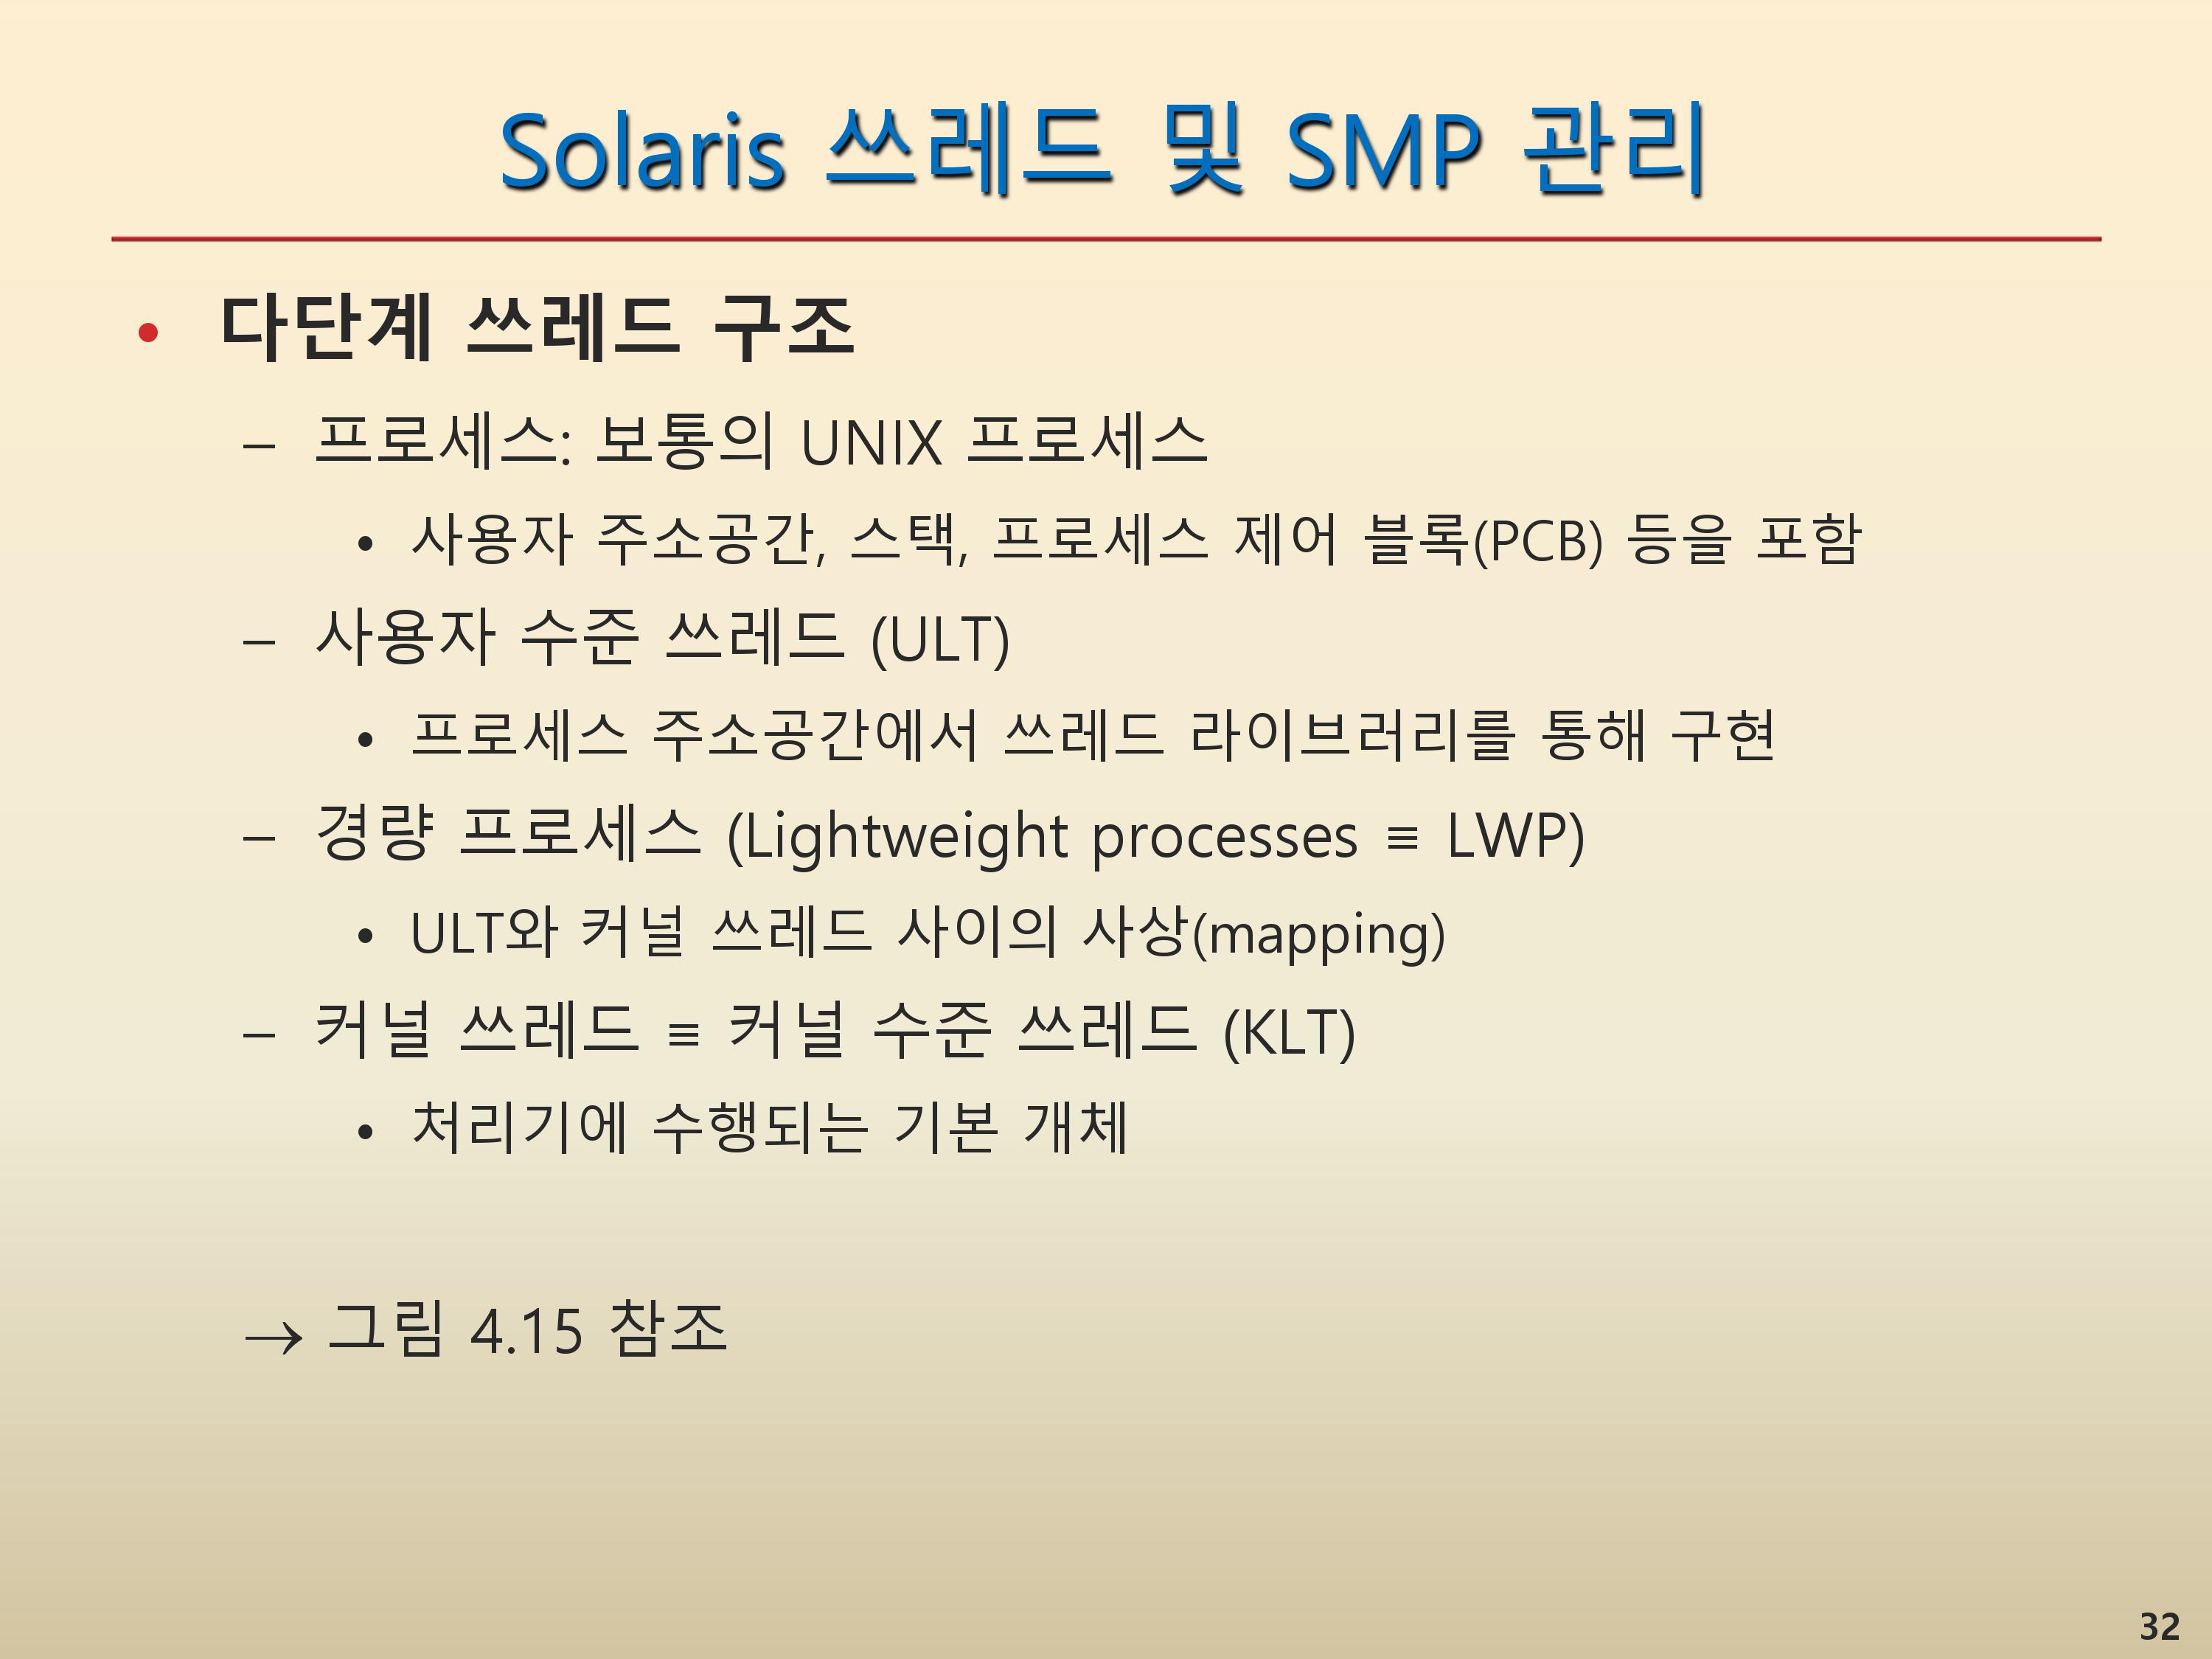 Solaris 쓰레드 및 SMP 관리
• 다단계 쓰레드 구조
– 프로세스: 보통의 UNIX 프로세스
• 사용자 주소공간, 스택, 프로세스 제어 블록(PCB) 등을 포함
– 사용자 수준 쓰레드 (ULT)
• 프로세스 주소공간에서 쓰레드 라이브러리를 통해 구현
– 경량 프로세스 (Lightweight processes ≡ LWP)
• ULT와 커널 쓰레드 사이의 사상(mapping)
– 커널 쓰레드 ≡ 커널 수준 쓰레드 (KLT)
• 처리기에 수행되는 기본 개체
→ 그림 4.15 참조
32